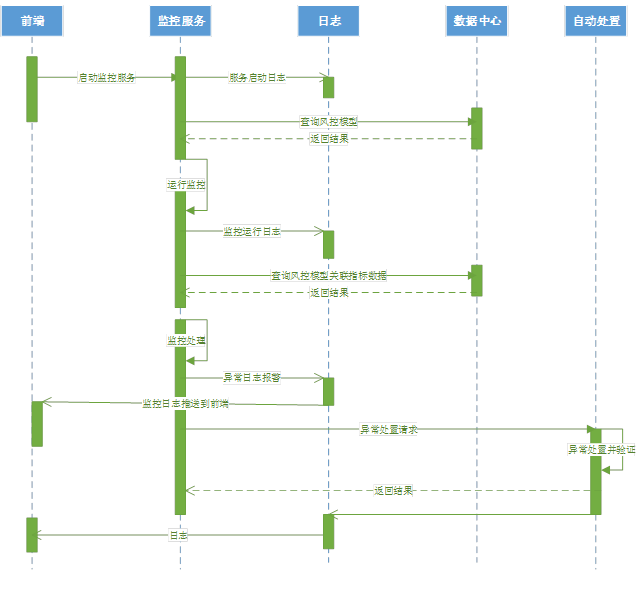 前端
监控服务
日志
数据中心
自动处置
启动监控服务
服务启动日志
查询风控模型
返回结果
运行监控
监控运行日志
查询风控模型关联指标数据
返回结果
监控处理
异常日志报警
监控日志推送到前端
异常处置请求
异常处置并验证
返回结果
日志